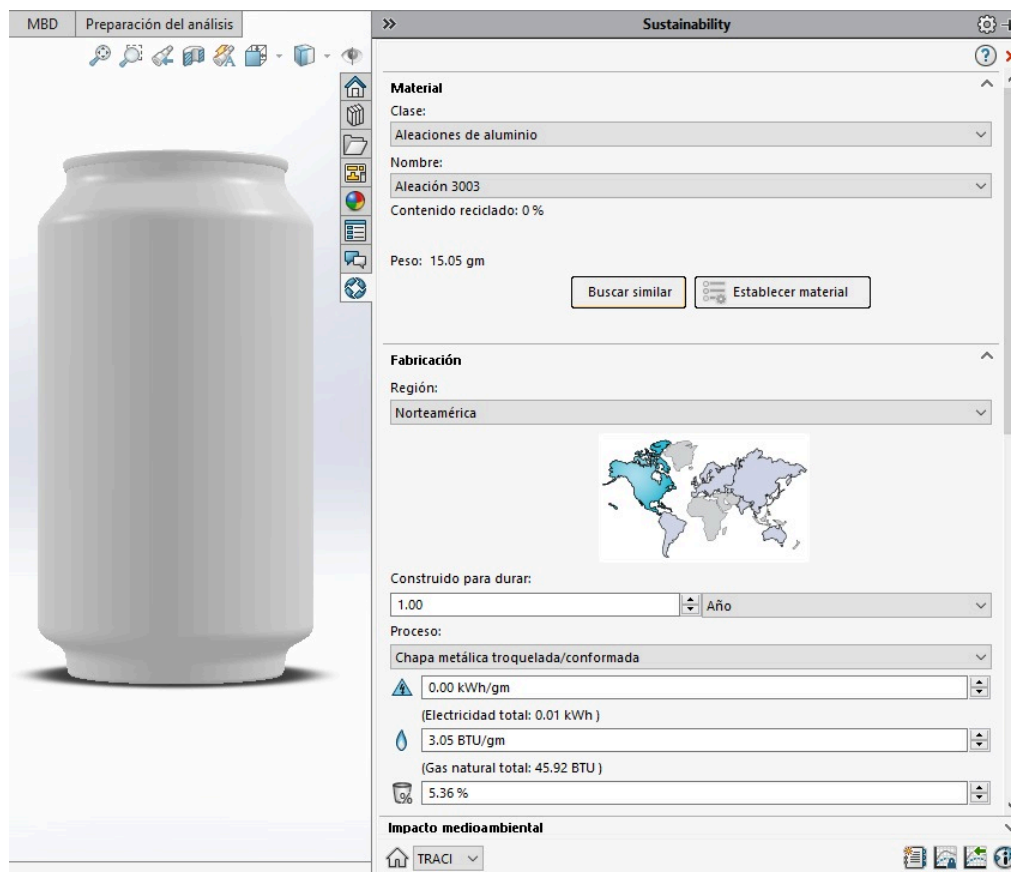 MBD Preparación del análisis
Sustainability
Material
Clase:
Aleaciones de aluminio
Nombre:
Aleación 3003
Contenido reciclado: 0 %
Peso: 15.05 gm
Buscar similar Establecer material
Fabricación
Región:
Norteamérica
Construido para durar:
1.00 Año
Proceso:
Chapa metálica troquelada/conformada
0.00 kWh/gm
(Electricidad total: 0.01 kWh )
3.05 BTU/gm
(Gas natural total: 45.92 BTU )
5.36 %
Impacto medioambiental
TRACI